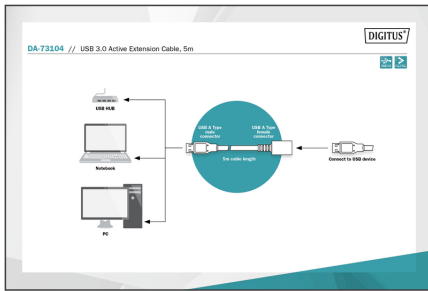 DIGITUS®
DA-73104 // USB 3.0 Active Extension Cable, 5m
USB HUB
USB A Type
male
connector
USB A Type
female
connector
5m cable length
Notebook
Connect to USB device
PC